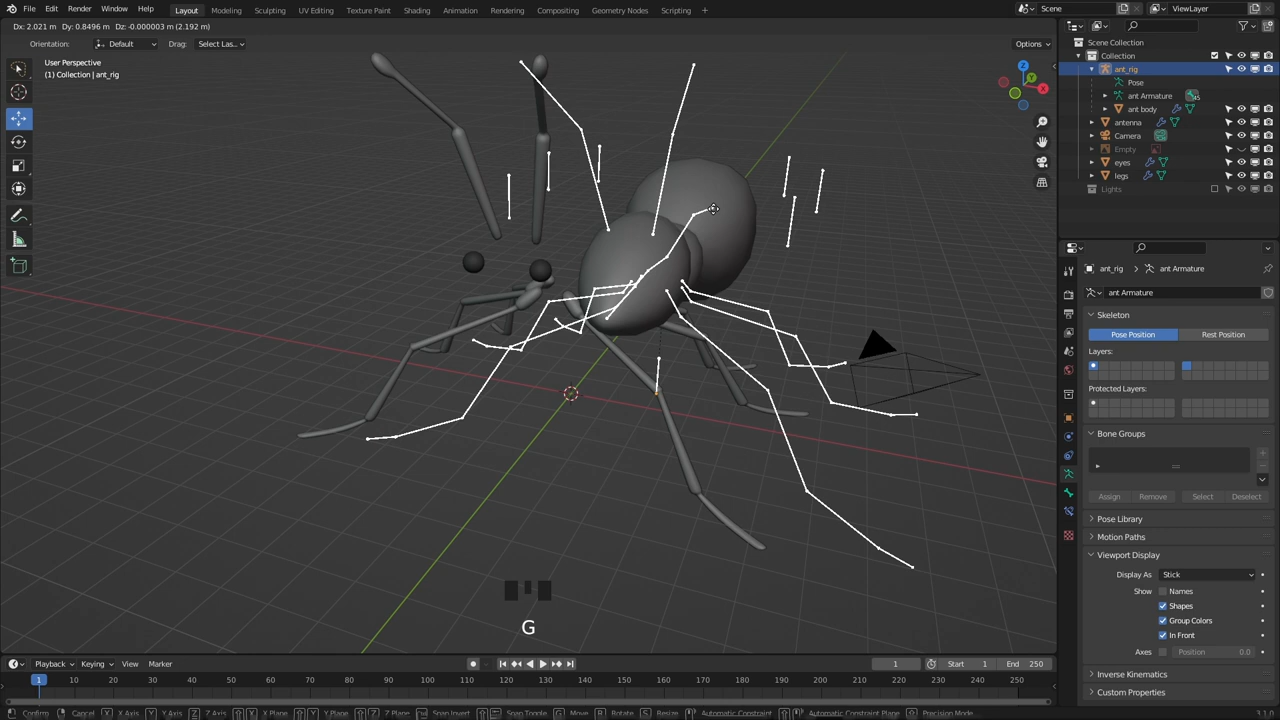 File Edit Render Window Help Layout Modeling Sculpting UV Editing Texture Paint Shading Animation Rendering Compositing Geometry Nodes Scripting + Scene ViewLayer
Dx: 2.021 m Dy: 0.8496 m Dz: -0.000003 m (2.192 m)
Orientation: Default Drag: Select Las... Options
User Perspective
(1) Collection | ant_rig
Z
Y
X
G
Scene Collection
Collection
ant_rig
Pose
ant Armature 45
ant body
antenna
Camera
Empty
eyes
legs
Lights
ant_rig > ant Armature
ant Armature
Skeleton
Pose Position Rest Position
Layers:
Protected Layers:
Bone Groups
Assign Remove Select Deselect
Pose Library
Motion Paths
Viewport Display
Display As Stick
Show Names
Shapes
Group Colors
In Front
Axes Position 0.0
Inverse Kinematics
Custom Properties
Playback Keying View Marker 1 Start 1 End 250
1 10 20 30 40 50 60 70 80 90 100 110 120 130 140 150 160 170 180 190 200 210 220 230 240 250
Confirm Cancel X X Axis Y Y Axis Z Z Axis X X Plane Y Y Plane Z Z Plane Snap Invert Snap Toggle G Move R Rotate S Resize Automatic Constraint Automatic Constraint Plane Precision Mode 3.1.0